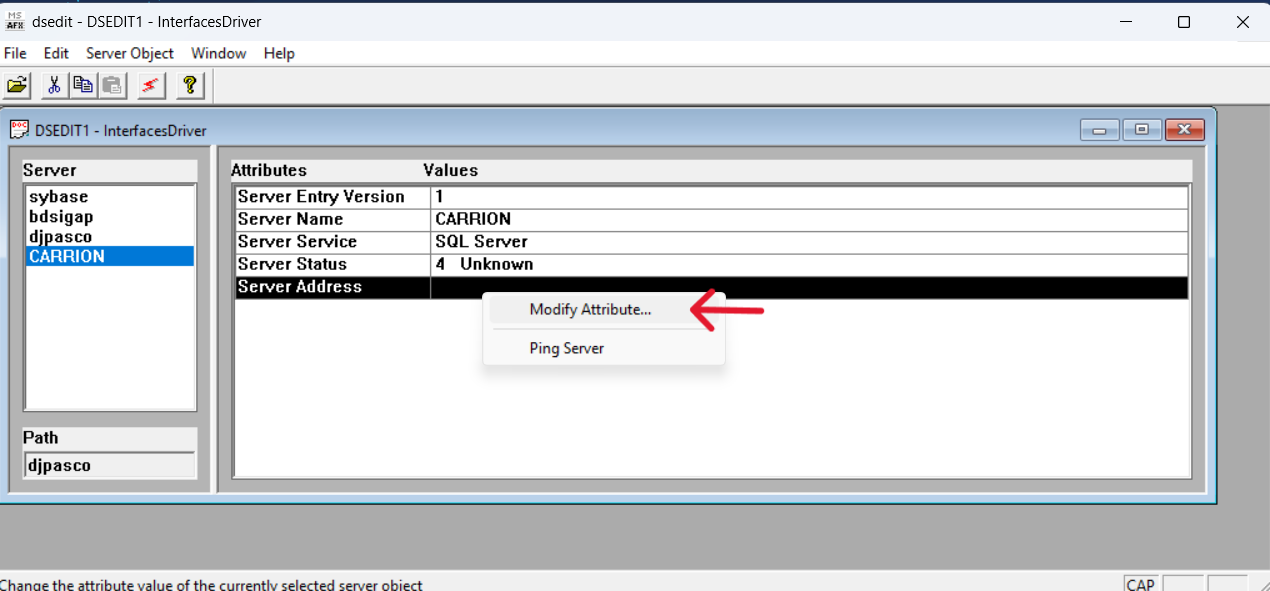 MS
AFX
dsedit - DSEDIT1 - InterfacesDriver
File Edit Server Object Window Help
DOC
DSEDIT1 - InterfacesDriver
Server
sybase
bdsigap
djpasco
CARRION
Path
djpasco
Attributes Values
Server Entry Version 1
Server Name CARRION
Server Service SQL Server
Server Status 4 Unknown
Server Address
Modify Attribute...
Ping Server
Change the attribute value of the currently selected server object
CAP